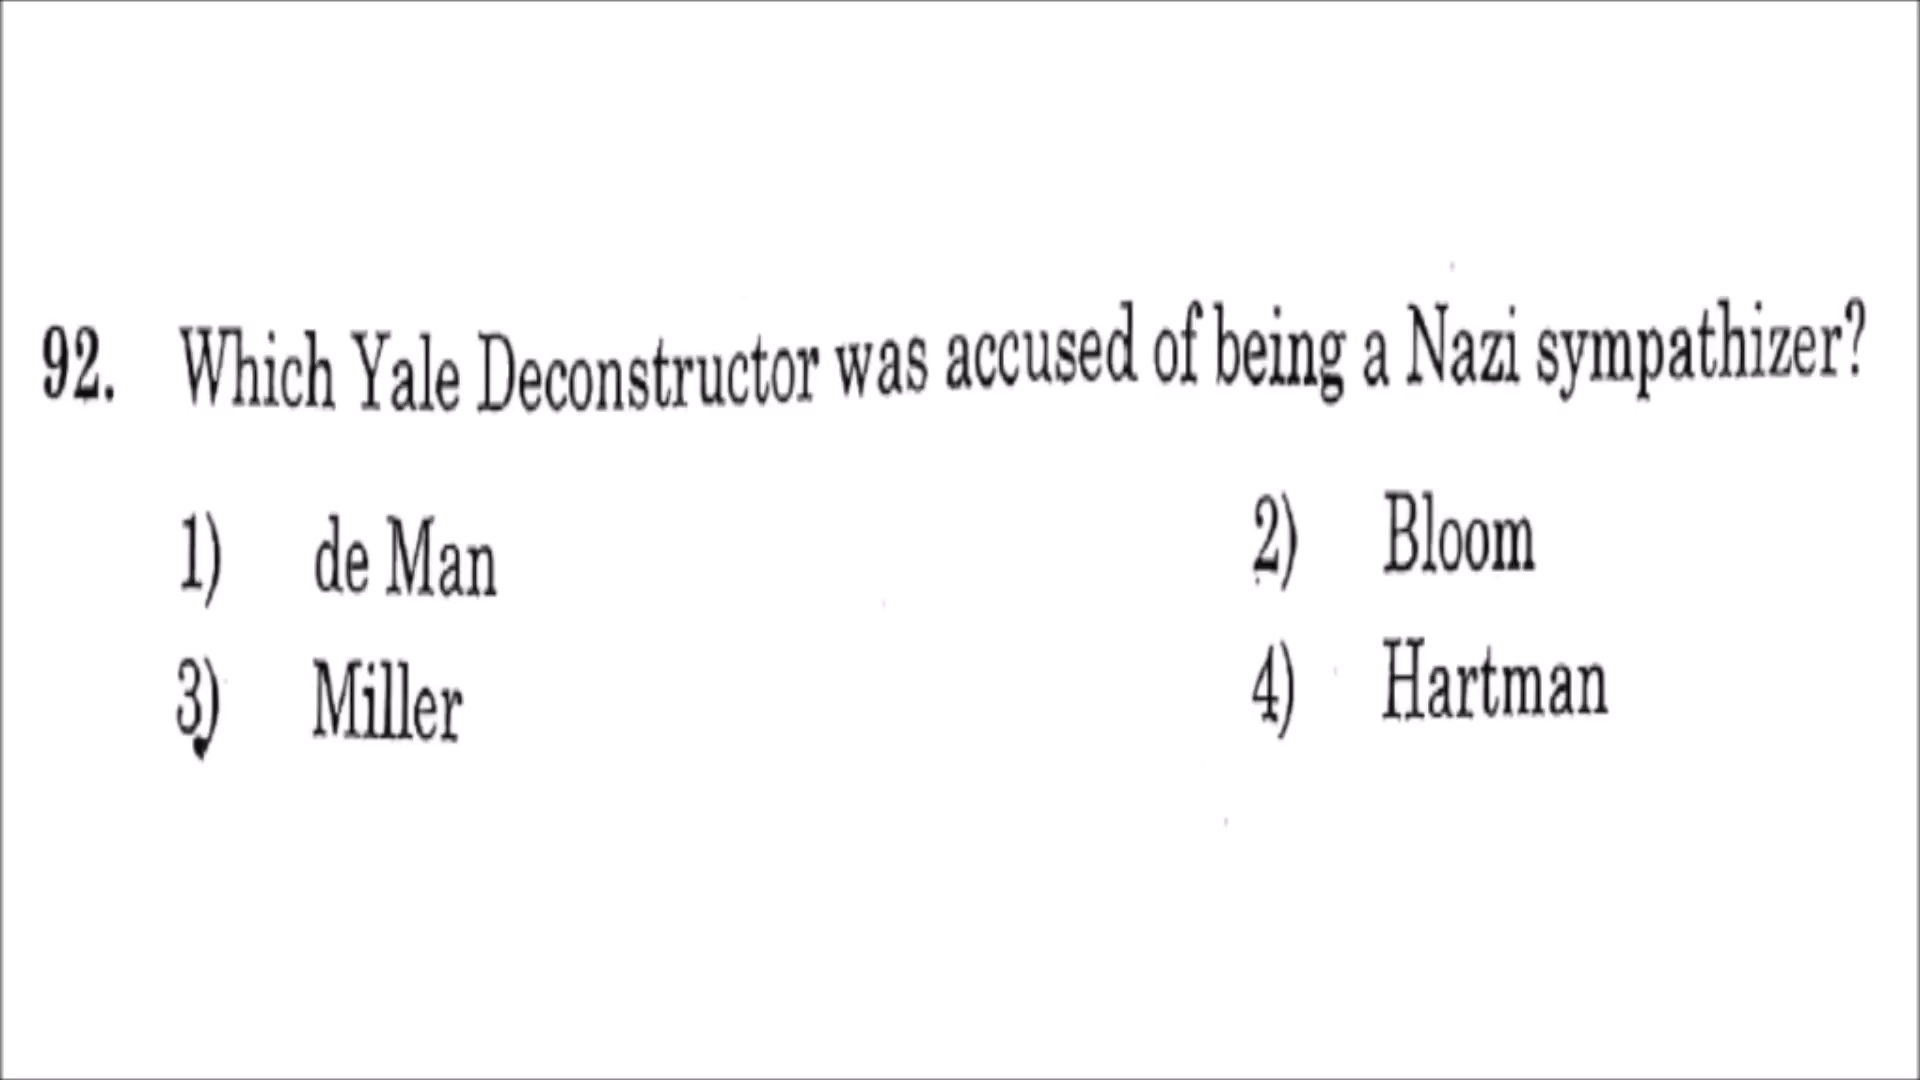 92. Which Yale Deconstructor was accused of being a Nazi sympathizer?
1) de Man 2) Bloom
3) Miller 4) Hartman